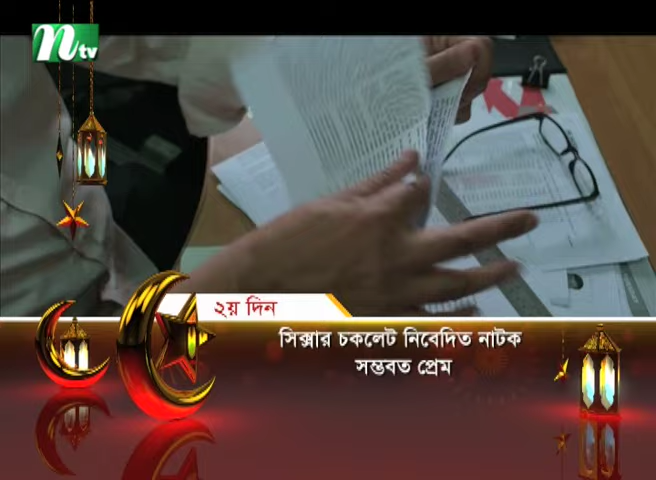 ntv
২য় দিন
সিক্সার চকলেট নিবেদিত নাটক
সম্ভবত প্রেম